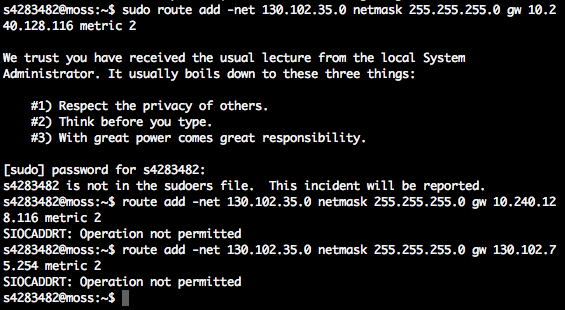 s4283482@moss:~$ sudo route add -net 130.102.35.0 netmask 255.255.255.0 gw 10.2
40.128.116 metric 2
We trust you have received the usual lecture from the local System
Administrator. It usually boils down to these three things:
#1) Respect the privacy of others.
#2) Think before you type.
#3) With great power comes great responsibility.
[sudo] password for s4283482:
s4283482 is not in the sudoers file.  This incident will be reported.
s4283482@moss:~$ route add -net 130.102.35.0 netmask 255.255.255.0 gw 10.240.12
8.116 metric 2
SIOCADDRT: Operation not permitted
s4283482@moss:~$ route add -net 130.102.35.0 netmask 255.255.255.0 gw 130.102.7
5.254 metric 2
SIOCADDRT: Operation not permitted
s4283482@moss:~$